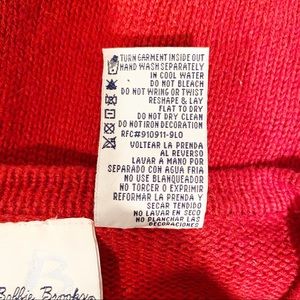 TURN GARMENT INSIDE OUT
HAND WASH SEPARATELY
IN COOL WATER
DO NOT BLEACH
DO NOT WRING OR TWIST
RESHAPE & LAY
FLAT TO DRY
DO NOT DRY CLEAN
DO NOT IRON DECORATION
RFC#910911-9L0
VOLTEAR LA PRENDA
AL REVERSO
LAVAR A MANO POR
SEPARADO CON AGUA FRIA
NO USE BLANQUEADOR
NO TORCER O EXPRIMIR
REFORMAR LA PRENDA Y
SECAR TENDIDO
NO LAVAR EN SECO
NO PLANCHAR LAS
DECORACIONES
B
Bobbie Brooks